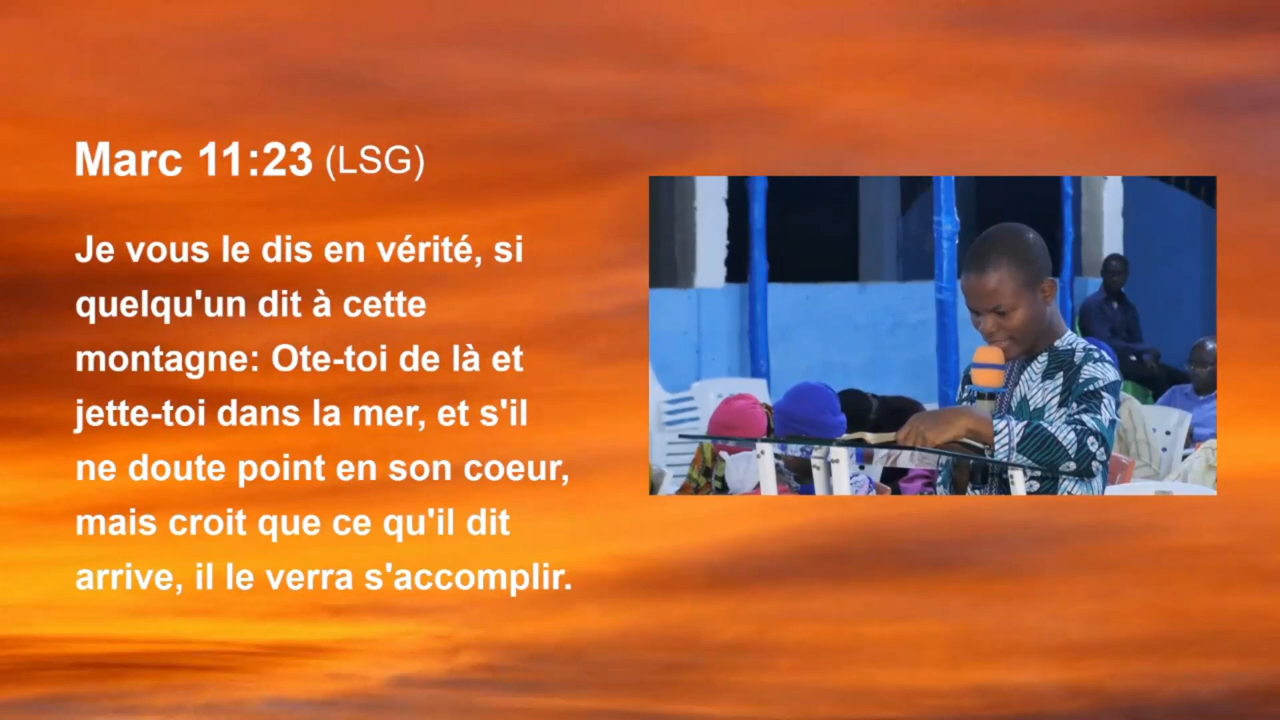 Marc 11:23 (LSG)
Je vous le dis en vérité, si
quelqu'un dit à cette
montagne: Ote-toi de là et
jette-toi dans la mer, et s'il
ne doute point en son coeur,
mais croit que ce qu'il dit
arrive, il le verra s'accomplir.